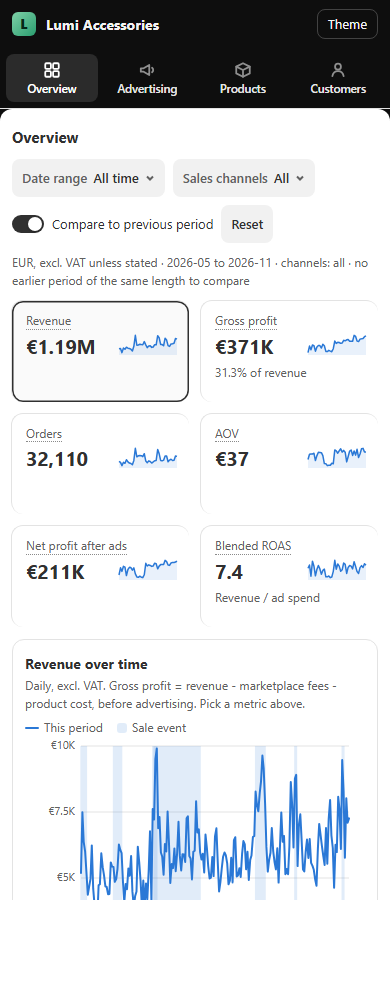 L
Lumi Accessories
Theme
Overview
Advertising
Products
Customers
Overview
Date range All time
Sales channels All
Compare to previous period
Reset
EUR, excl. VAT unless stated · 2026-05 to 2026-11 · channels: all · no
earlier period of the same length to compare
Revenue
€1.19M
Gross profit
€371K
31.3% of revenue
Orders
32,110
AOV
€37
Net profit after ads
€211K
Blended ROAS
7.4
Revenue / ad spend
Revenue over time
Daily, excl. VAT. Gross profit = revenue - marketplace fees -
product cost, before advertising. Pick a metric above.
This period
Sale event
€10K
€7.5K
€5K